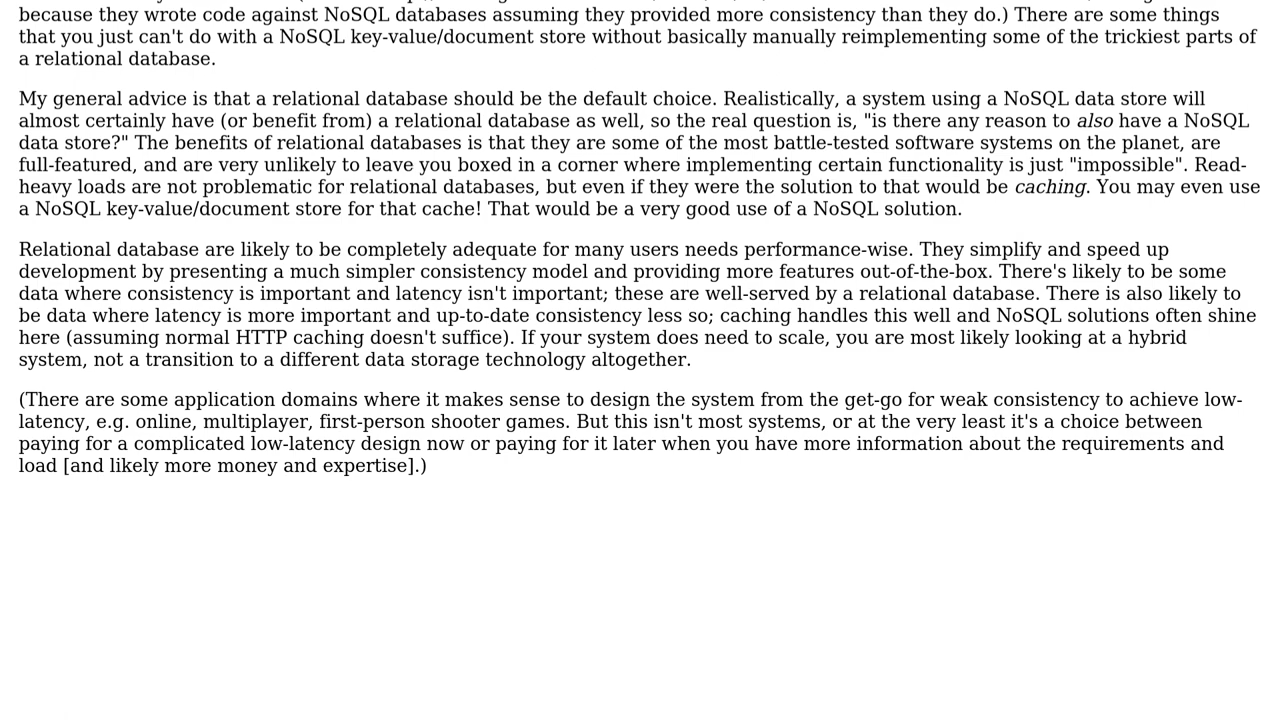 because they wrote code against NoSQL databases assuming they provided more consistency than they do.) There are some things
that you just can't do with a NoSQL key-value/document store without basically manually reimplementing some of the trickiest parts of
a relational database.
My general advice is that a relational database should be the default choice. Realistically, a system using a NoSQL data store will
almost certainly have (or benefit from) a relational database as well, so the real question is, "is there any reason to also have a NoSQL
data store?" The benefits of relational databases is that they are some of the most battle-tested software systems on the planet, are
full-featured, and are very unlikely to leave you boxed in a corner where implementing certain functionality is just "impossible". Read-
heavy loads are not problematic for relational databases, but even if they were the solution to that would be caching. You may even use
a NoSQL key-value/document store for that cache! That would be a very good use of a NoSQL solution.
Relational database are likely to be completely adequate for many users needs performance-wise. They simplify and speed up
development by presenting a much simpler consistency model and providing more features out-of-the-box. There's likely to be some
data where consistency is important and latency isn't important; these are well-served by a relational database. There is also likely to
be data where latency is more important and up-to-date consistency less so; caching handles this well and NoSQL solutions often shine
here (assuming normal HTTP caching doesn't suffice). If your system does need to scale, you are most likely looking at a hybrid
system, not a transition to a different data storage technology altogether.
(There are some application domains where it makes sense to design the system from the get-go for weak consistency to achieve low-
latency, e.g. online, multiplayer, first-person shooter games. But this isn't most systems, or at the very least it's a choice between
paying for a complicated low-latency design now or paying for it later when you have more information about the requirements and
load [and likely more money and expertise].)